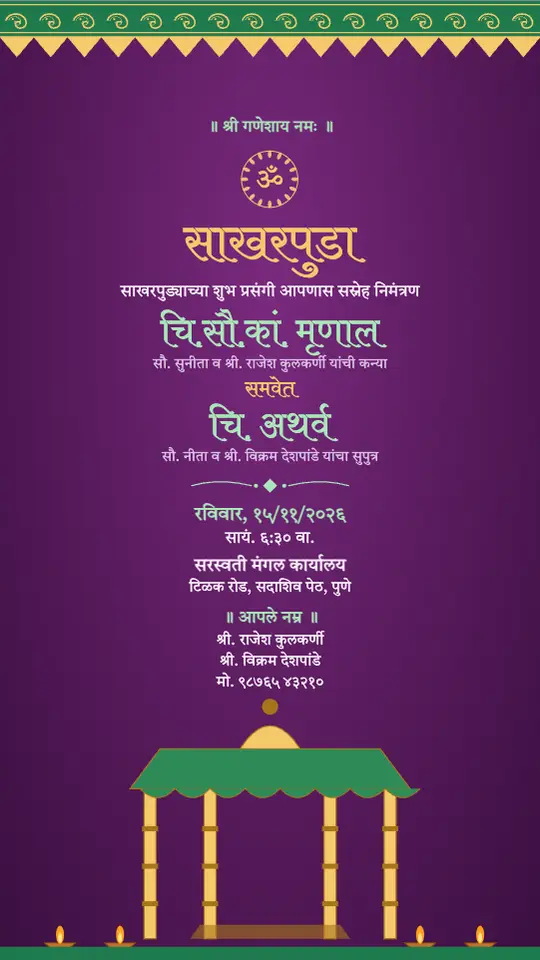 ॥ श्री गणेशाय नमः ॥
ॐ
साखरपुडा
साखरपुड्याच्या शुभ प्रसंगी आपणास सस्नेह निमंत्रण
चि.सौ.कां. मृणाल
सौ. सुनीता व श्री. राजेश कुलकर्णी यांची कन्या
समवेत
चि. अथर्व
सौ. नीता व श्री. विक्रम देशपांडे यांचा सुपुत्र
रविवार, १५/११/२०२६
सायं. ६:३० वा.
सरस्वती मंगल कार्यालय
टिळक रोड, सदाशिव पेठ, पुणे
॥ आपले नम्र ॥
श्री. राजेश कुलकर्णी
श्री. विक्रम देशपांडे
मो. ९८७६५ ४३२१०